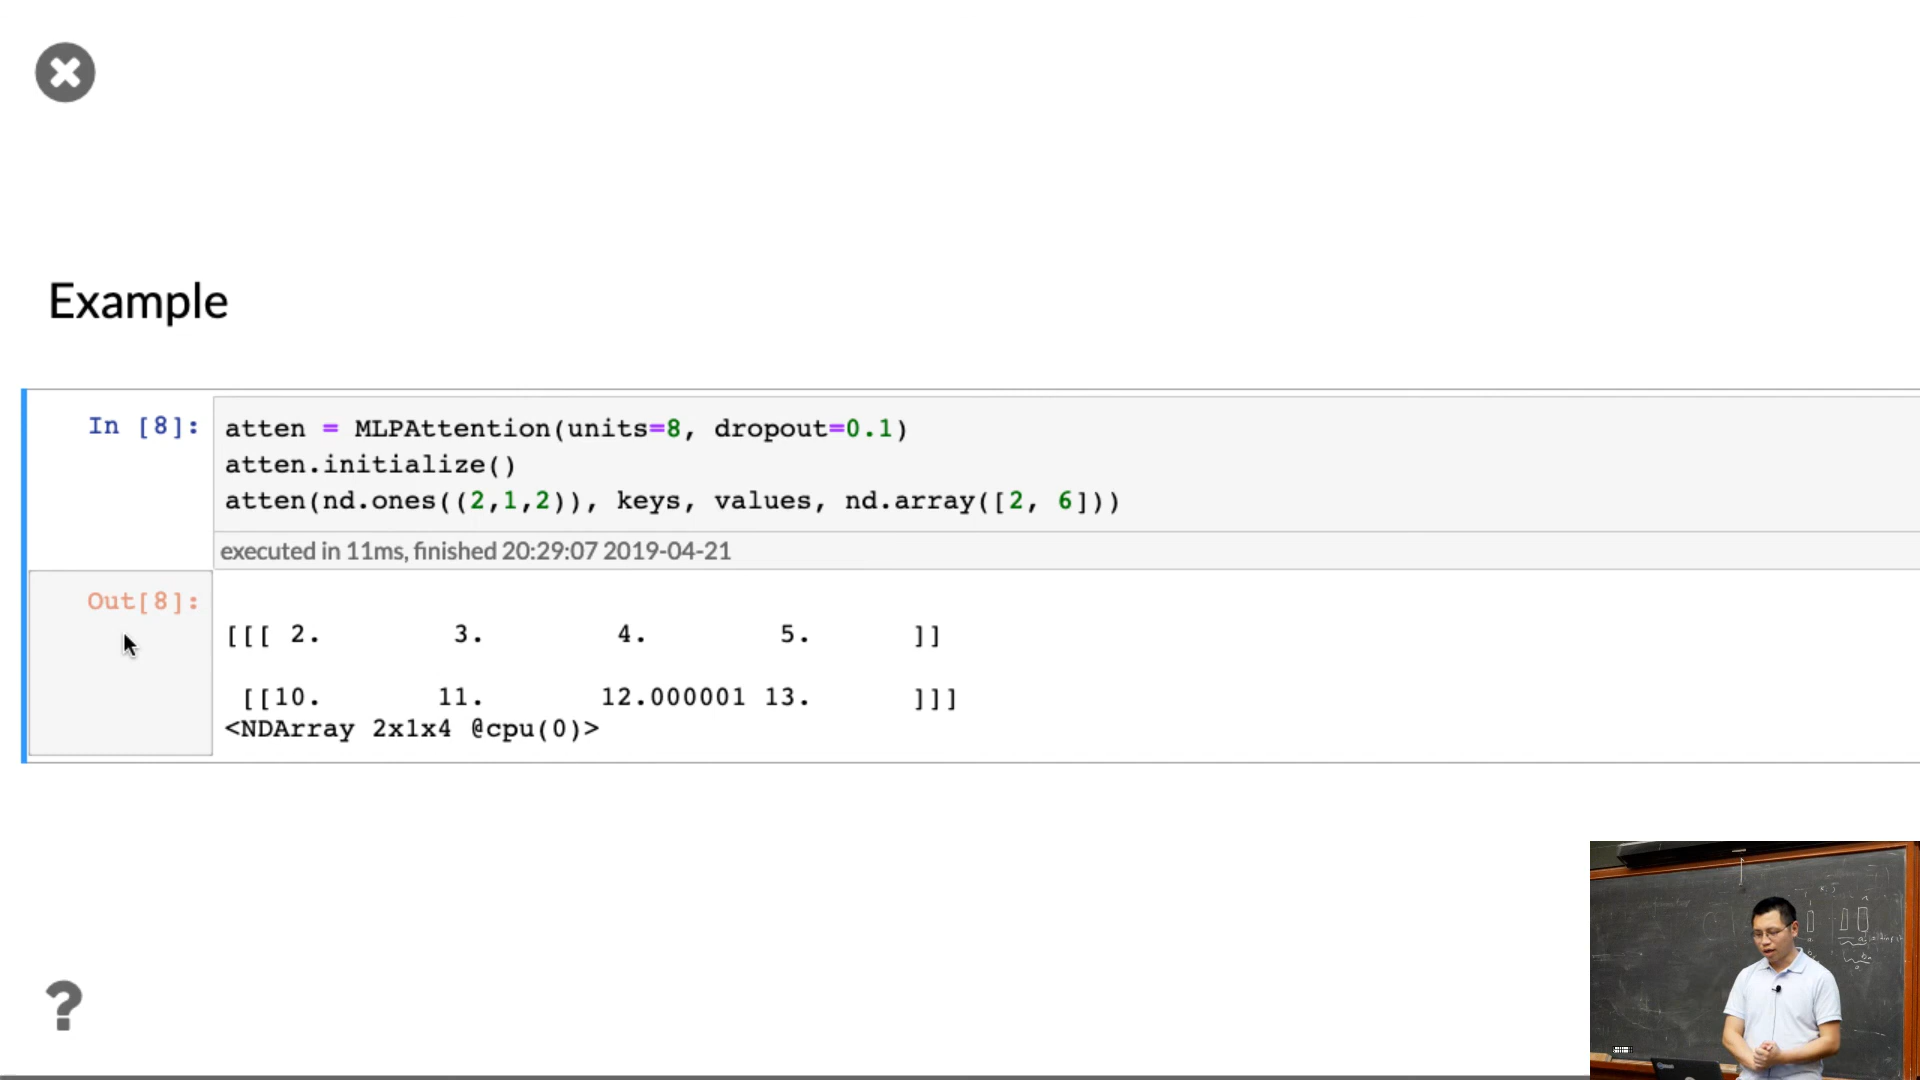 Example
In [8]:
atten = MLPAttention(units=8, dropout=0.1)
atten.initialize()
atten(nd.ones((2,1,2)), keys, values, nd.array([2, 6]))
executed in 11ms, finished 20:29:07 2019-04-21
Out[8]:
[[[ 2. 3. 4. 5. ]]
[[10. 11. 12.000001 13. ]]]
<NDArray 2x1x4 @cpu(0)>
?